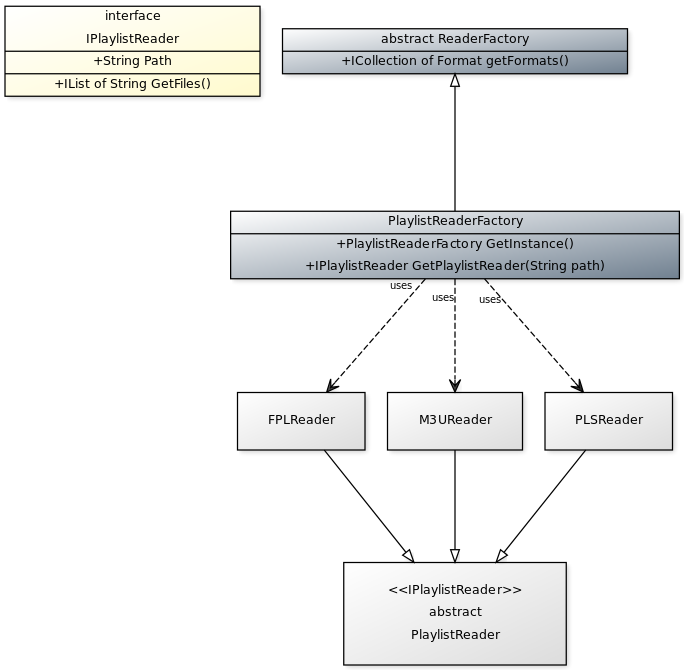 interface
IPlaylistReader
+String Path
+IList of String GetFiles()
abstract ReaderFactory
+ICollection of Format getFormats()
PlaylistReaderFactory
+PlaylistReaderFactory GetInstance()
+IPlaylistReader GetPlaylistReader(String path)
uses
uses
uses
FPLReader
M3UReader
PLSReader
<<IPlaylistReader>>
abstract
PlaylistReader